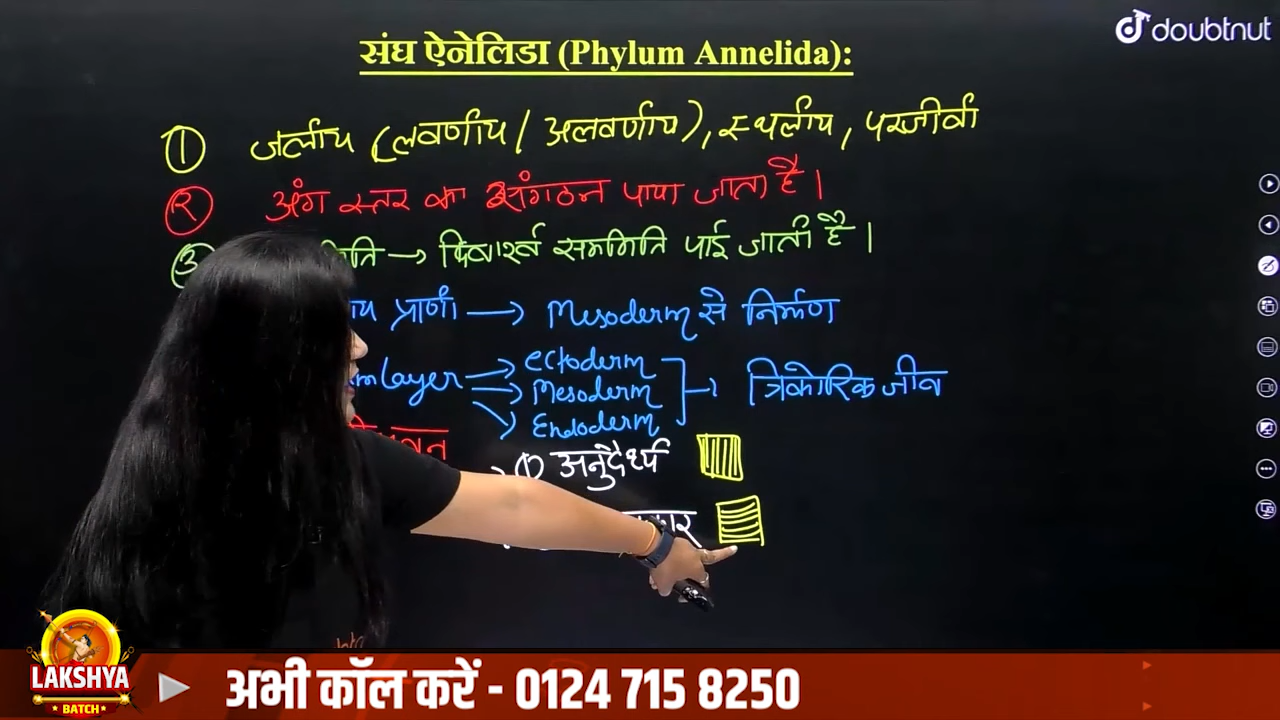 doubtnut
संघ ऐनेलिडा (Phylum Annelida):
① जलीय (लवणीय / अलवणीय), स्थलीय, परजीवी
② अंग स्तर का संगठन पाया जाता है।
③ मिति → द्विपार्श्व सममिति पाई जाती है।
प्राणी → Mesoderm से निर्माण
layer → Ectoderm
Mesoderm → त्रिकोरिक जीव
Endoderm
① अनुदैर्ध्य
LAKSHYA
BATCH
अभी कॉल करें - 0124 715 8250